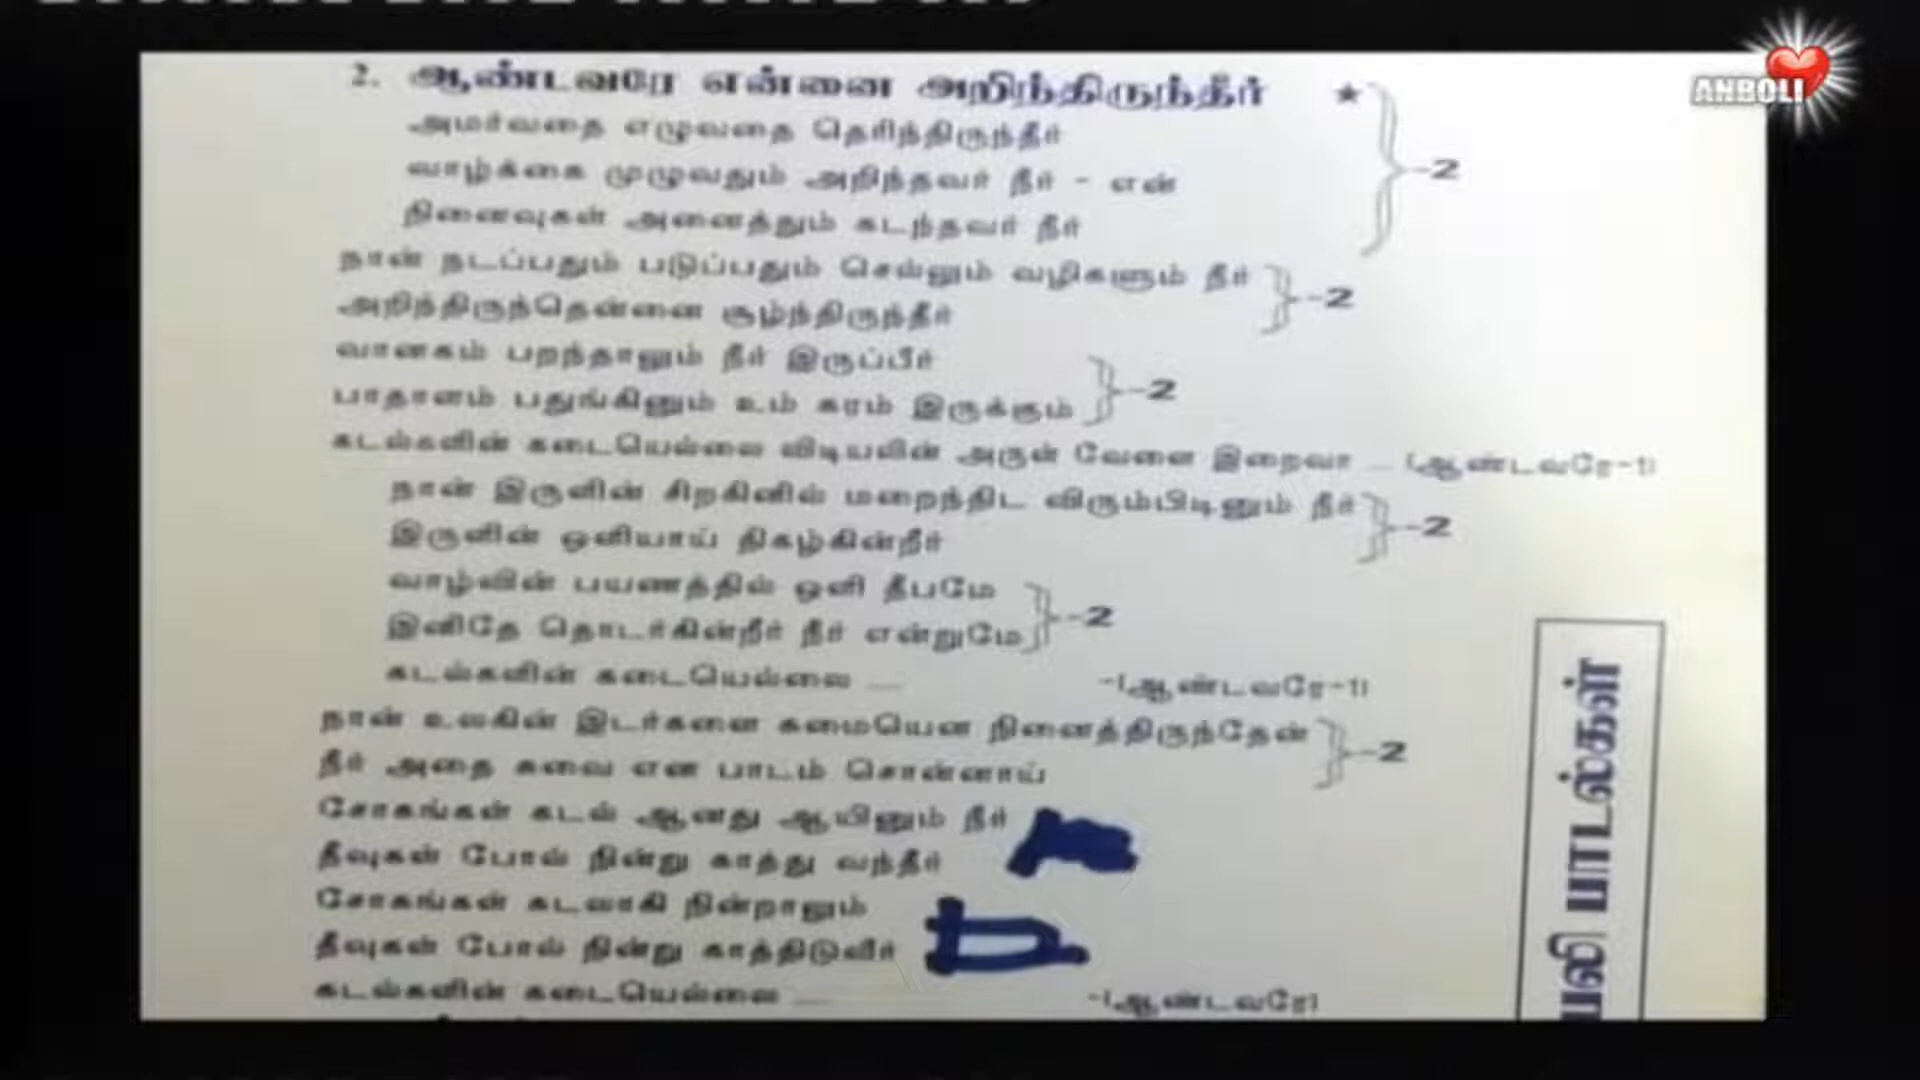 ANBOLI
2. ஆண்டவரே என்னை அறிந்திருந்தீர் ★
அமர்வதை எழுவதை தெரிந்திருந்தீர்
வாழ்க்கை முழுவதும் அறிந்தவர் நீர் - என்
நினைவுகள் அனைத்தும் கடந்தவர் நீர் } -2
நான் நடப்பதும் படுப்பதும் செல்லும் வழிகளும் நீர்
அறிந்திருந்தென்னை சூழ்ந்திருந்தீர் } -2
வானகம் பறந்தாலும் நீர் இருப்பீர்
பாதாளம் பதுங்கினும் உம் கரம் இருக்கும் } -2
கடல்களின் கடையெல்லை விடியலின் அருள் வேளை இறைவா ... (ஆண்டவரே-1)
நான் இருளின் சிறகினில் மறைந்திட விரும்பிடினும் நீர்
இருளின் ஒளியாய் திகழ்கின்றீர் } -2
வாழ்வின் பயணத்தில் ஒளி தீபமே
இனிதே தொடர்கின்றீர் நீர் என்றுமே } -2
கடல்களின் கடையெல்லை .... -(ஆண்டவரே-1)
நான் உலகின் இடர்களை சுமையென நினைத்திருந்தேன்
நீர் அதை சுவை என பாடம் சொன்னாய் } -2
சோகங்கள் கடல் ஆனது ஆயினும் நீர்
தீவுகள் போல் நின்று காத்து வந்தீர்
சோகங்கள் கடலாகி நின்றாலும்
தீவுகள் போல் நின்று காத்திடுவீர்
கடல்களின் கடையெல்லை .... -(ஆண்டவரே)
பலி பாடல்கள்